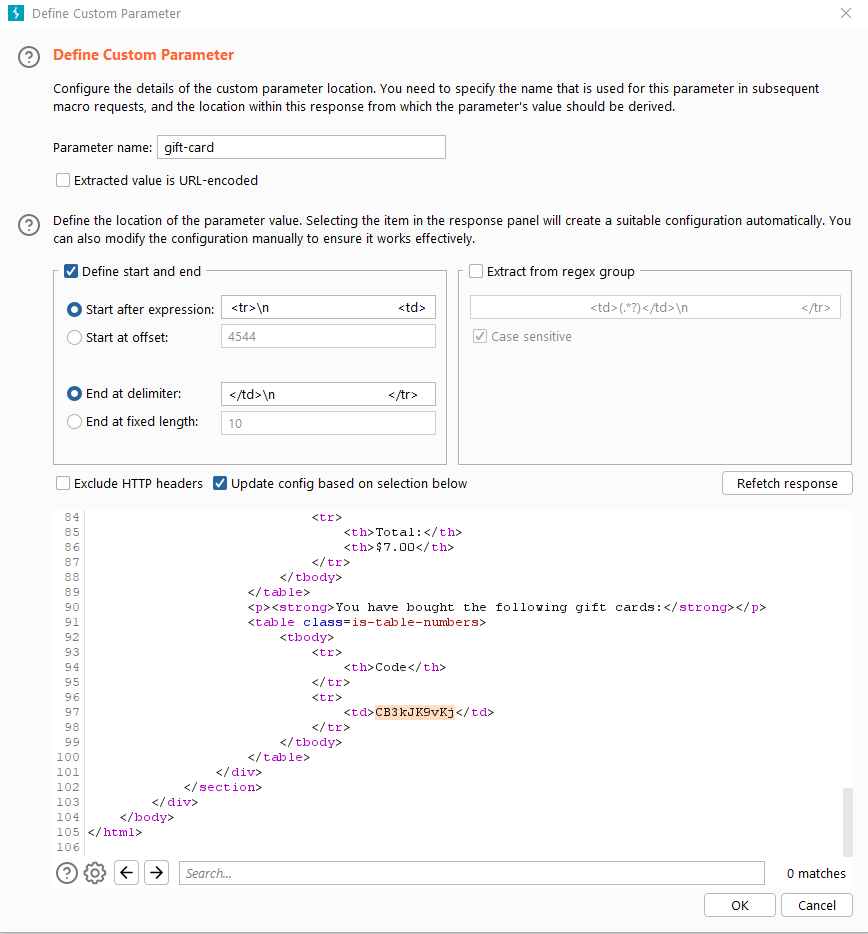 Define Custom Parameter
Define Custom Parameter
Configure the details of the custom parameter location. You need to specify the name that is used for this parameter in subsequent
macro requests, and the location within this response from which the parameter's value should be derived.
Parameter name: gift-card
Extracted value is URL-encoded
Define the location of the parameter value. Selecting the item in the response panel will create a suitable configuration automatically. You
can also modify the configuration manually to ensure it works effectively.
Define start and end
Start after expression: <tr>\n <td>
Start at offset: 4544
End at delimiter: </td>\n </tr>
End at fixed length: 10
Extract from regex group
<td>(.*?)</td>\n </tr>
Case sensitive
Exclude HTTP headers Update config based on selection below Refetch response
84 <tr>
85 <th>Total:</th>
86 <th>$7.00</th>
87 </tr>
88 </tbody>
89 </table>
90 <p><strong>You have bought the following gift cards:</strong></p>
91 <table class=is-table-numbers>
92 <tbody>
93 <tr>
94 <th>Code</th>
95 </tr>
96 <tr>
97 <td>CB3kJK9vKj</td>
98 </tr>
99 </tbody>
100 </table>
101 </div>
102 </section>
103 </div>
104 </body>
105 </html>
106
Search... 0 matches
OK Cancel